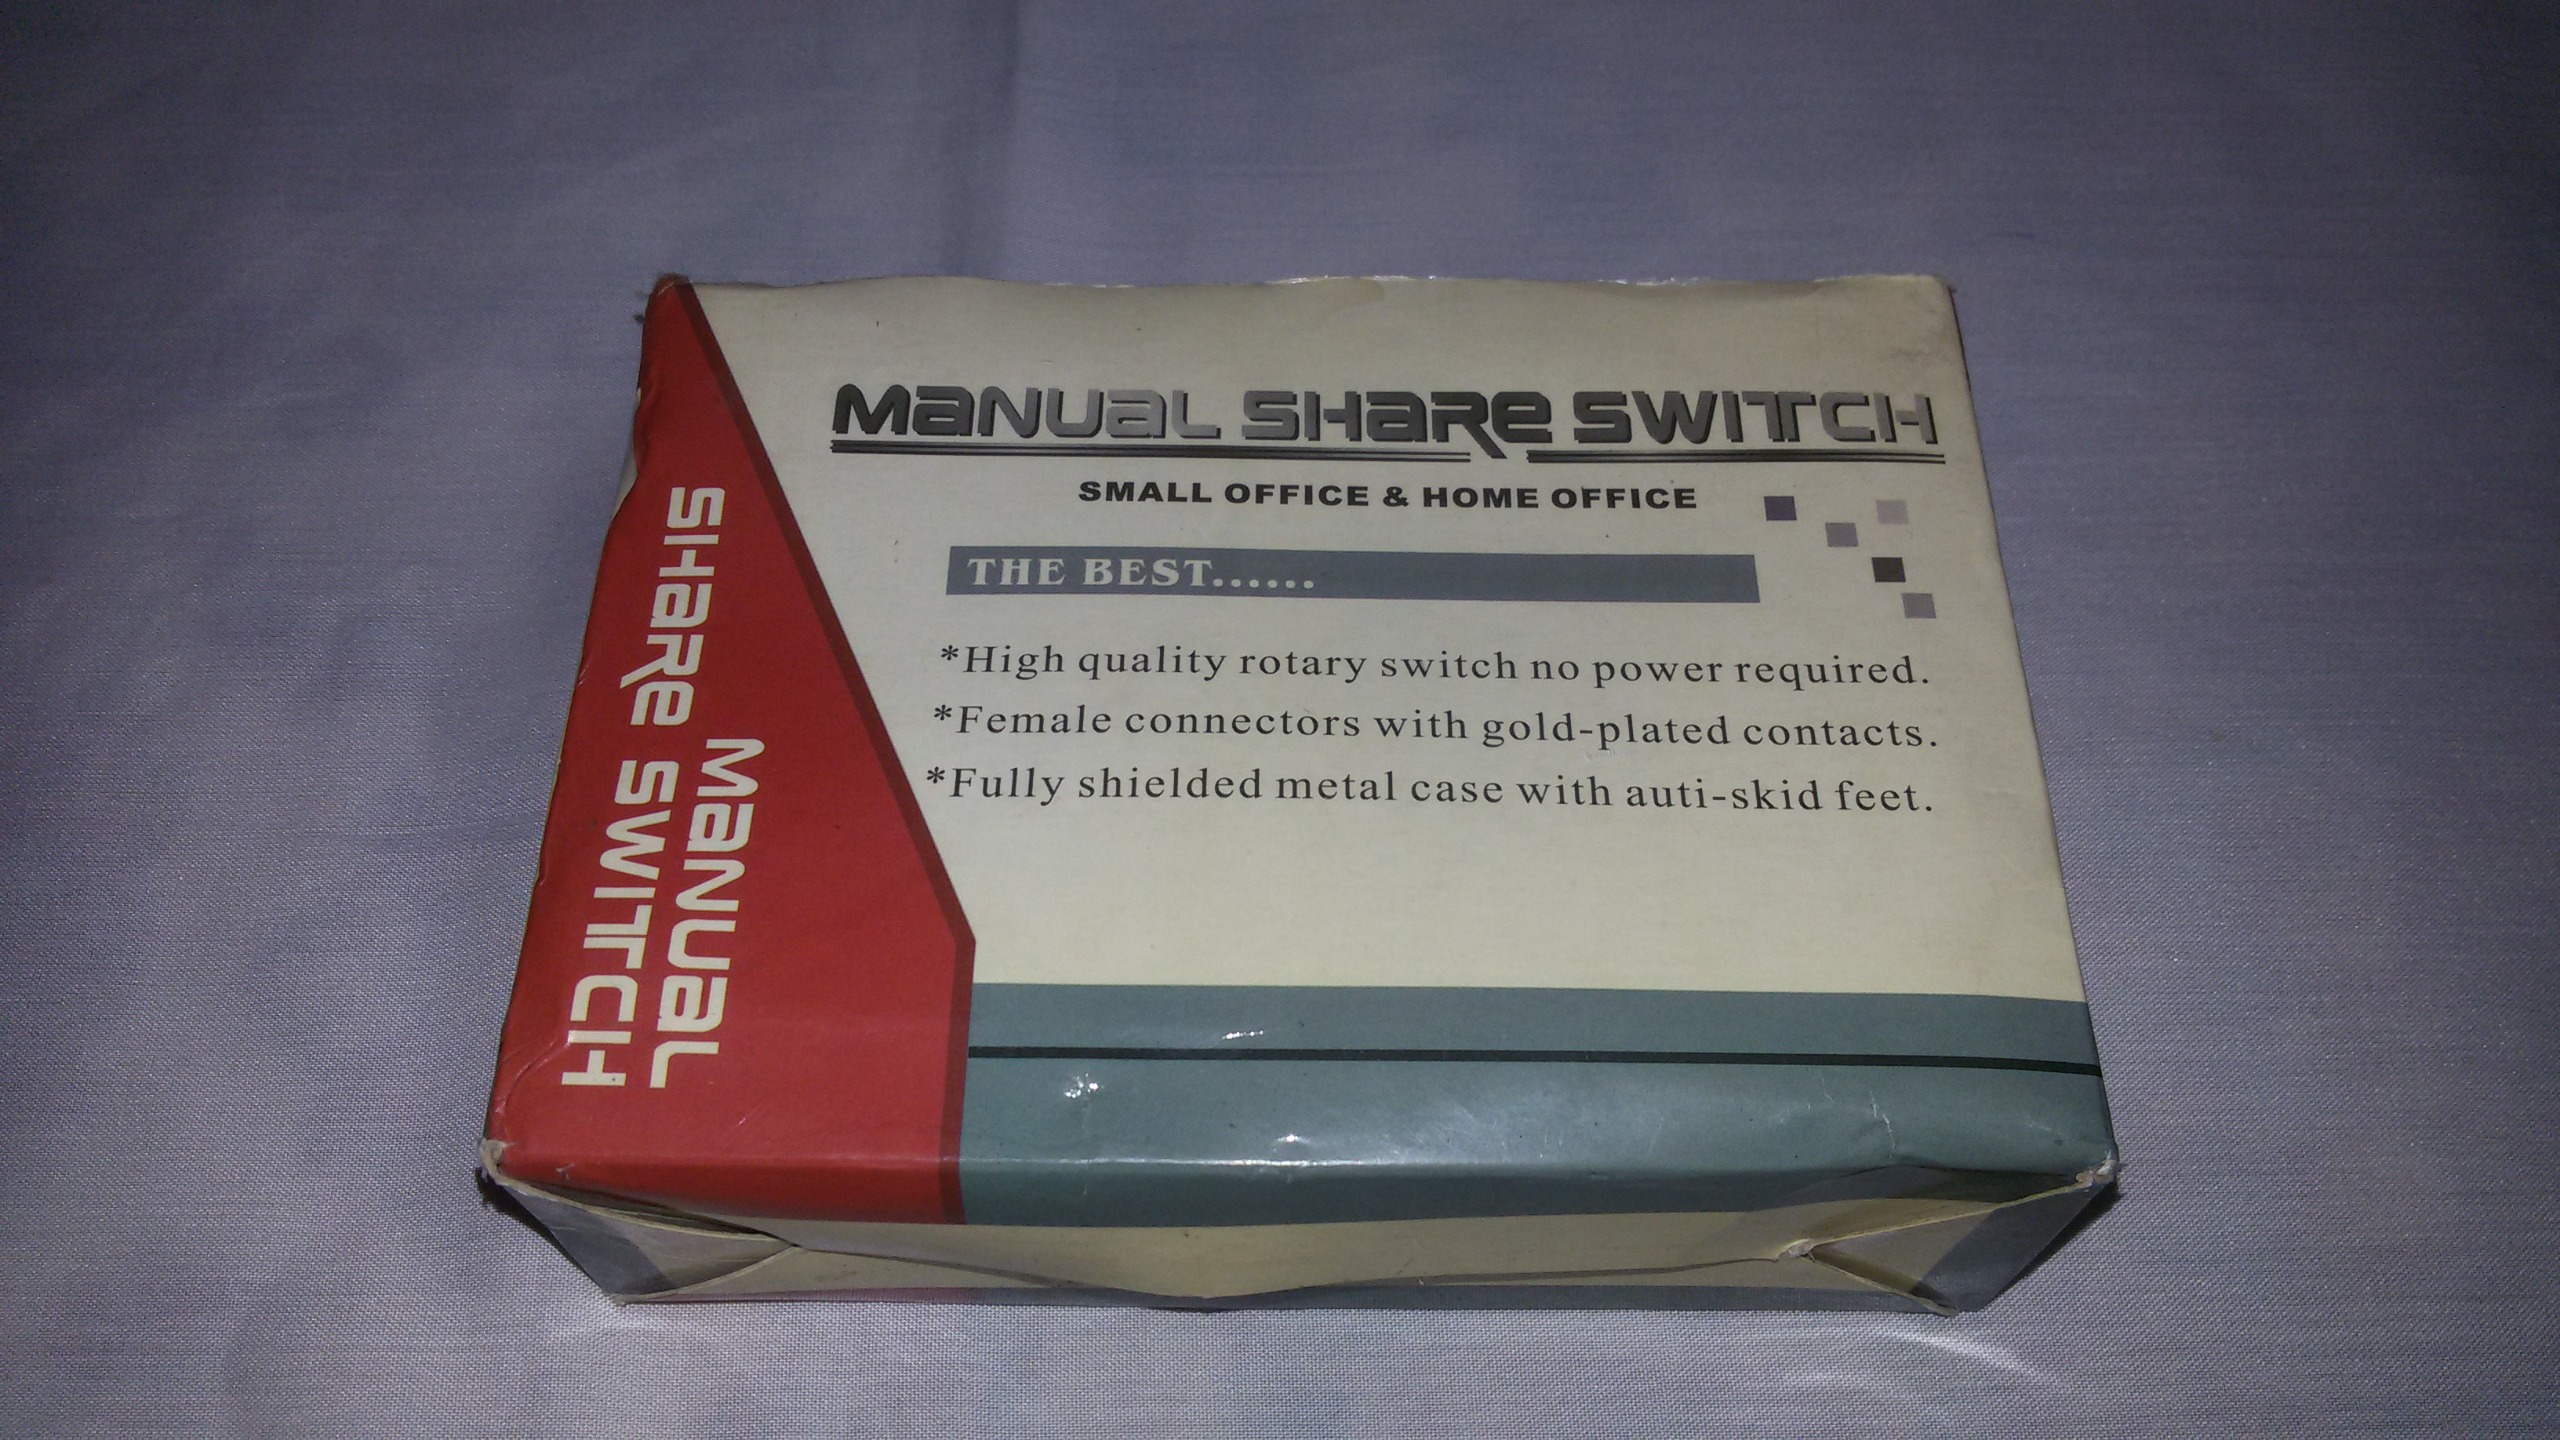 MANUAL SHARE SWITCH
SMALL OFFICE & HOME OFFICE
THE BEST......
*High quality rotary switch no power required.
*Female connectors with gold-plated contacts.
*Fully shielded metal case with auti-skid feet.
MANUAL
SHARE SWITCH